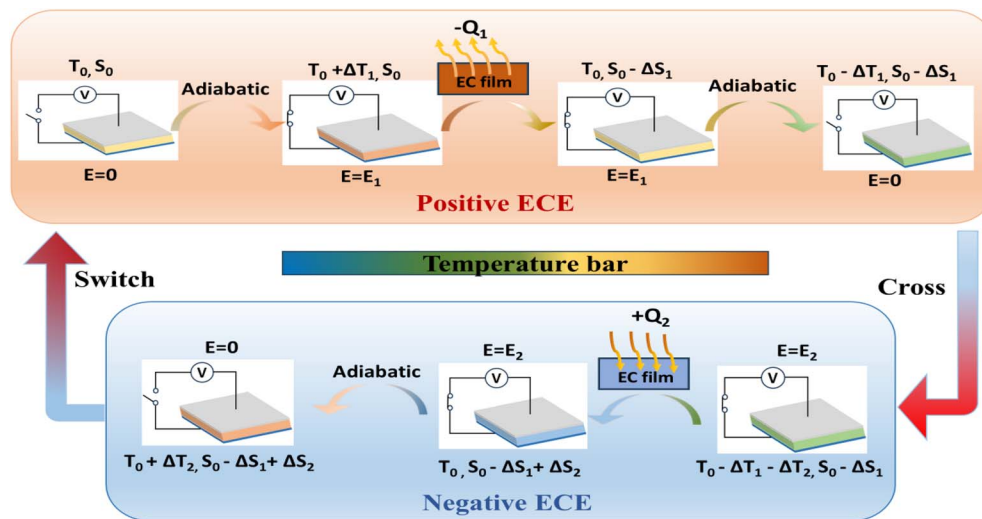 -Q₁
T₀, S₀
Adiabatic
T₀ +ΔT₁, S₀
EC film
T₀, S₀ - ΔS₁
Adiabatic
T₀ - ΔT₁, S₀ - ΔS₁
V
V
V
V
E=0
E=E₁
E=E₁
E=0
Positive ECE
Switch
Temperature bar
Cross
+Q₂
E=0
Adiabatic
E=E₂
EC film
E=E₂
V
V
V
T₀ + ΔT₂, S₀ - ΔS₁+ ΔS₂
T₀ , S₀ - ΔS₁+ ΔS₂
T₀ - ΔT₁ - ΔT₂, S₀ - ΔS₁
Negative ECE